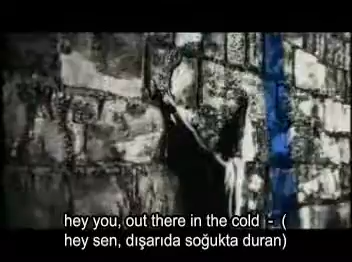 hey you, out there in the cold  -  (
hey sen, dışarıda soğukta duran)